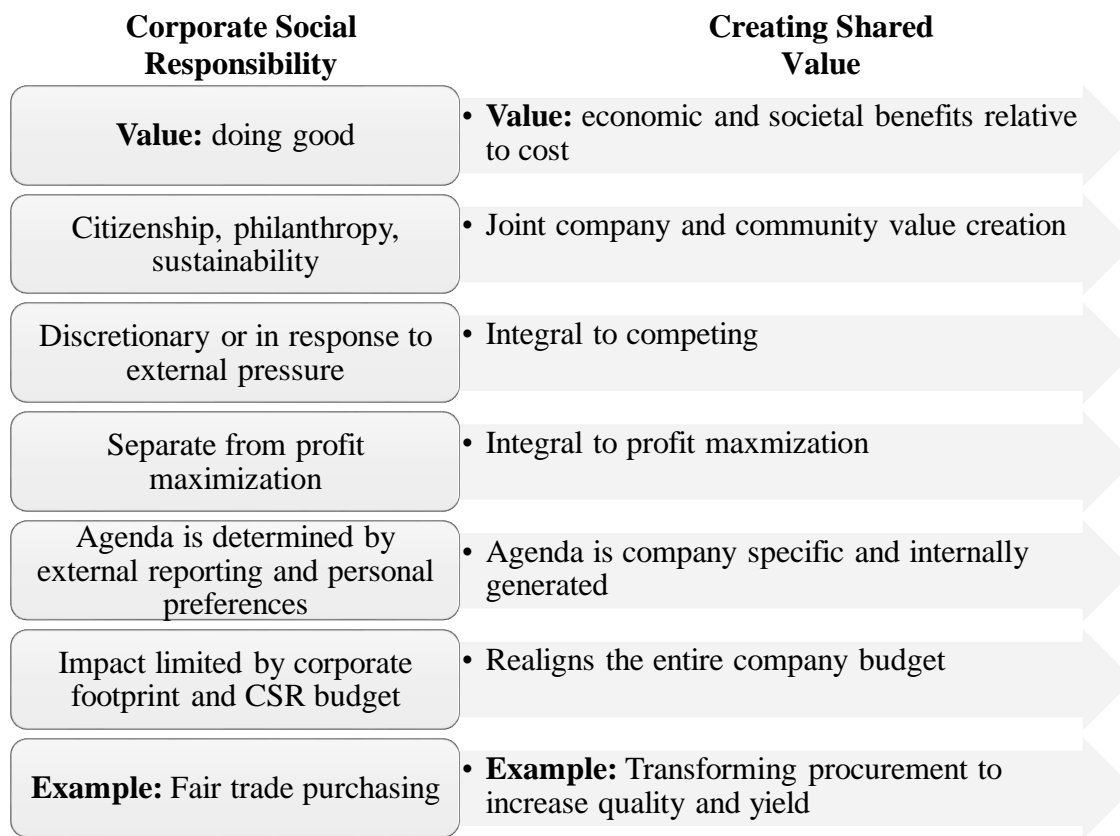 Corporate Social
Responsibility
Creating Shared
Value
Value: doing good
• Value: economic and societal benefits relative
to cost
Citizenship, philanthropy,
sustainability
• Joint company and community value creation
Discretionary or in response to
external pressure
• Integral to competing
Separate from profit
maximization
• Integral to profit maxmization
Agenda is determined by
external reporting and personal
preferences
• Agenda is company specific and internally
generated
Impact limited by corporate
footprint and CSR budget
• Realigns the entire company budget
Example: Fair trade purchasing
• Example: Transforming procurement to
increase quality and yield